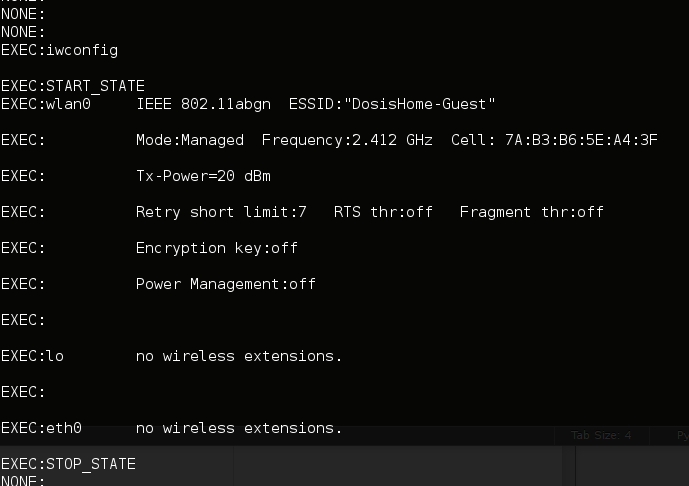 NONE:
NONE:
NONE:
EXEC:iwconfig
EXEC:START_STATE
EXEC:wlan0     IEEE 802.11abgn  ESSID:"DosisHome-Guest"
EXEC:          Mode:Managed  Frequency:2.412 GHz  Cell: 7A:B3:B6:5E:A4:3F
EXEC:          Tx-Power=20 dBm
EXEC:          Retry short limit:7   RTS thr:off   Fragment thr:off
EXEC:          Encryption key:off
EXEC:          Power Management:off
EXEC:
EXEC:lo        no wireless extensions.
EXEC:
EXEC:eth0      no wireless extensions.
Tab Size: 4
EXEC:STOP_STATE
NONE: